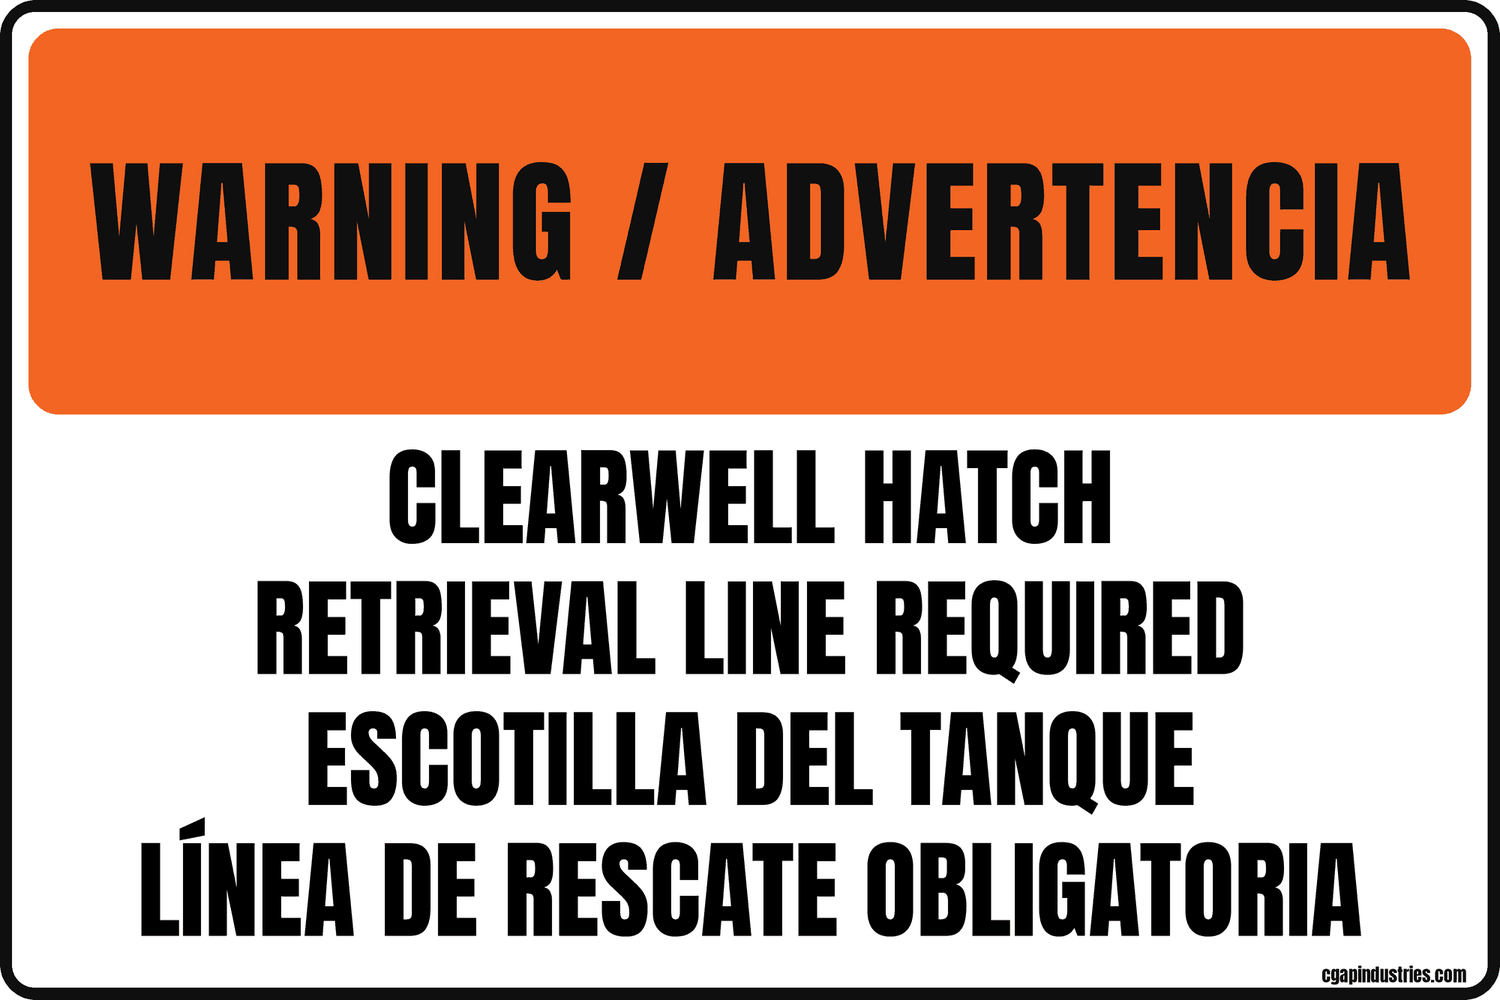 WARNING / ADVERTENCIA
CLEARWELL HATCH
RETRIEVAL LINE REQUIRED
ESCOTILLA DEL TANQUE
LÍNEA DE RESCATE OBLIGATORIA
cgapindustries.com